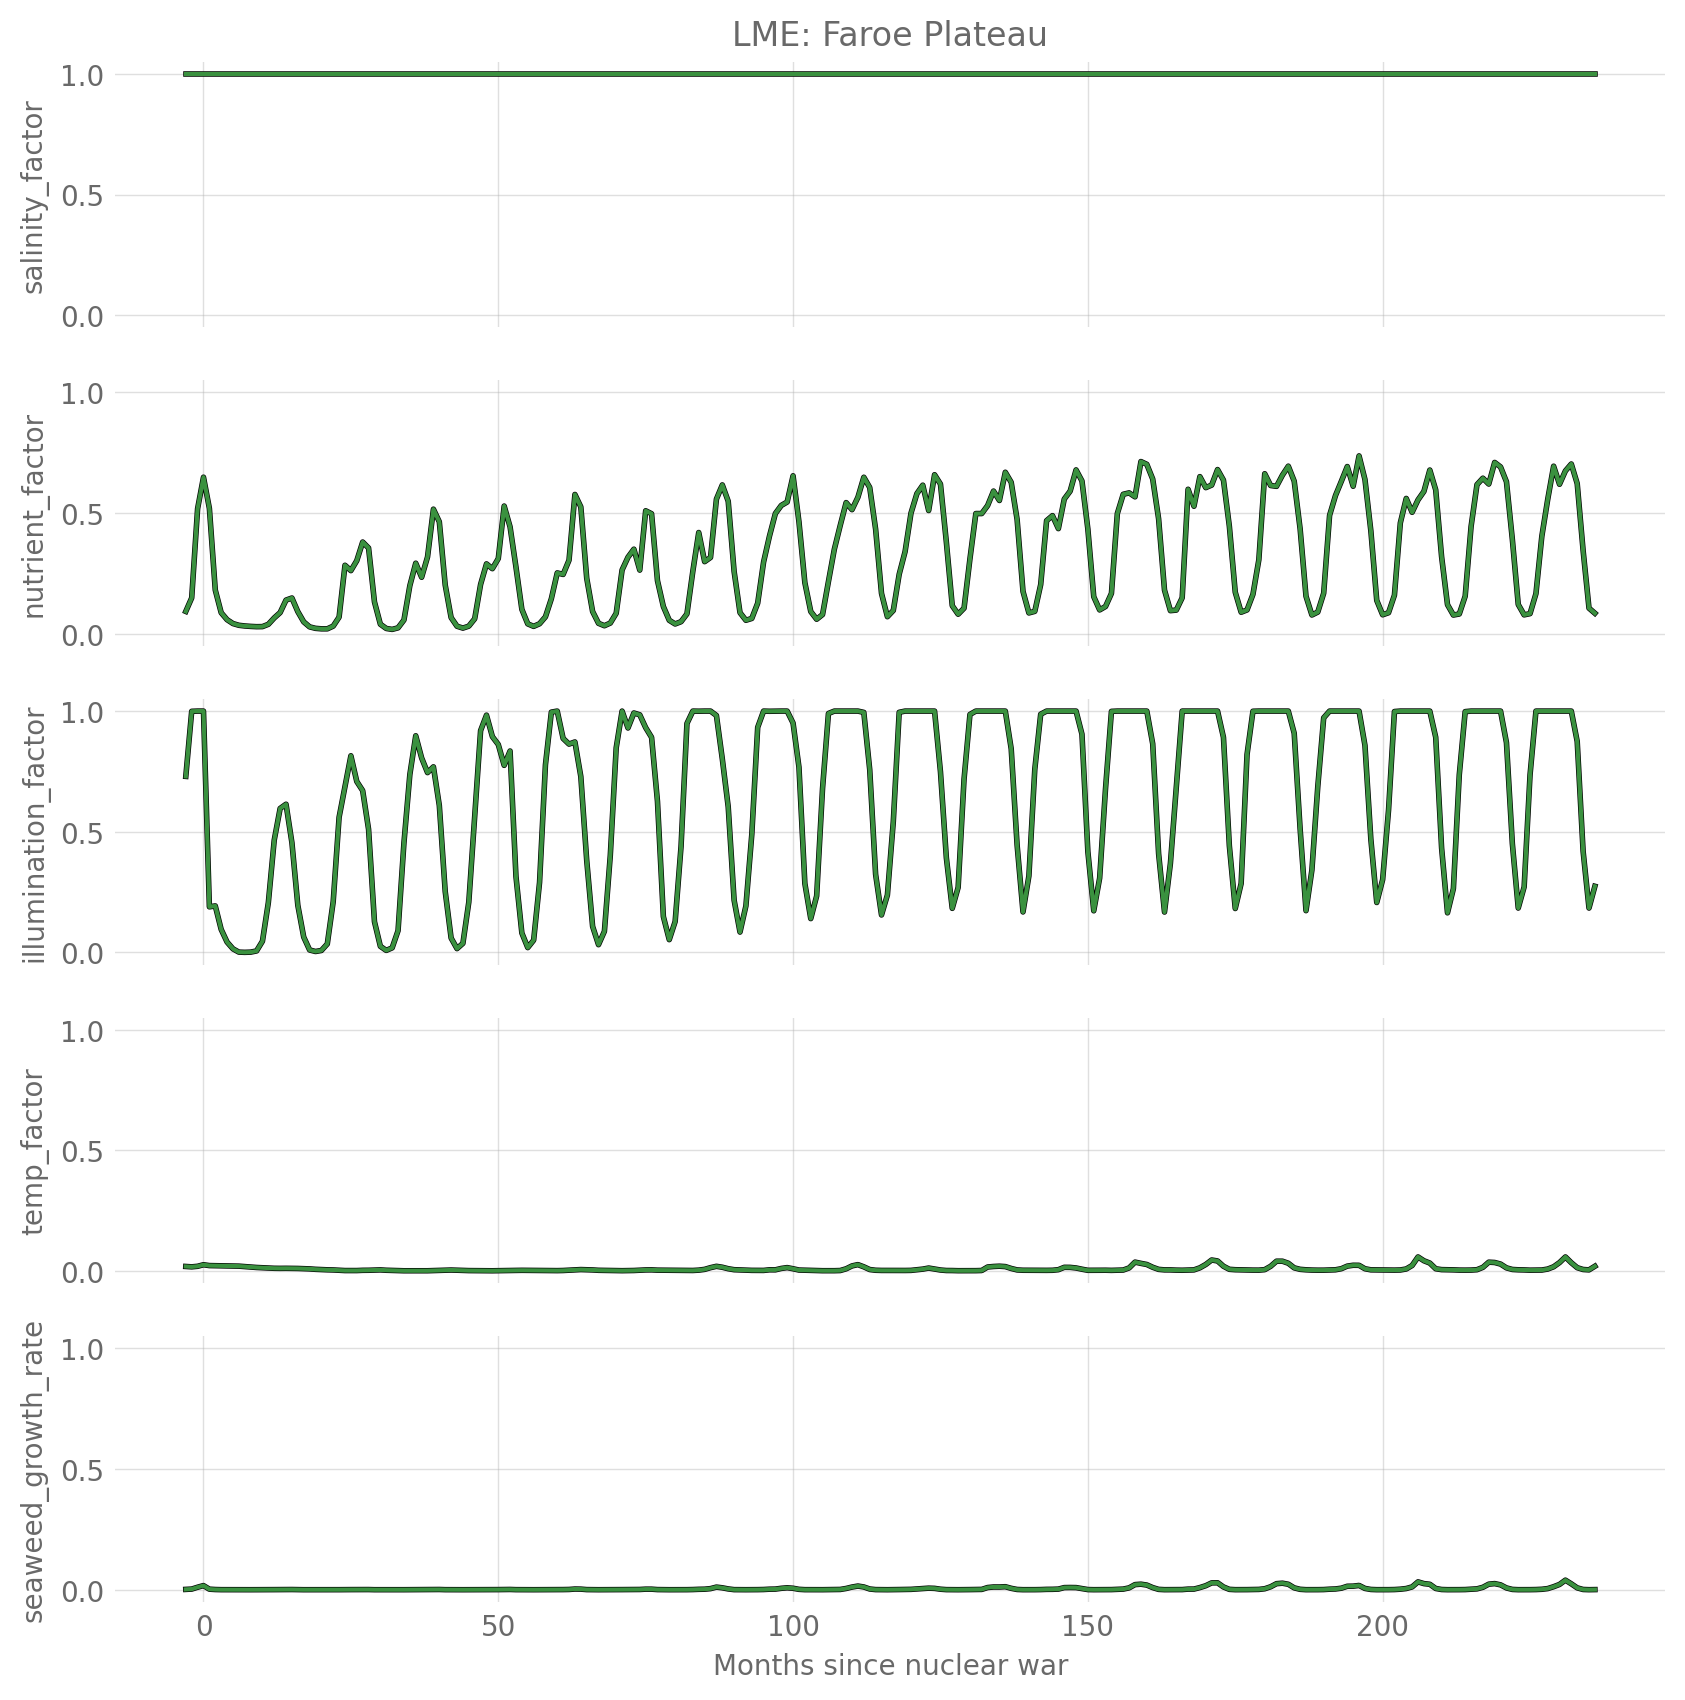 LME: Faroe Plateau
salinity_factor
1.0
0.5
0.0
nutrient_factor
1.0
0.5
0.0
illumination_factor
1.0
0.5
0.0
temp_factor
1.0
0.5
0.0
seaweed_growth_rate
1.0
0.5
0.0
0 50 100 150 200
Months since nuclear war